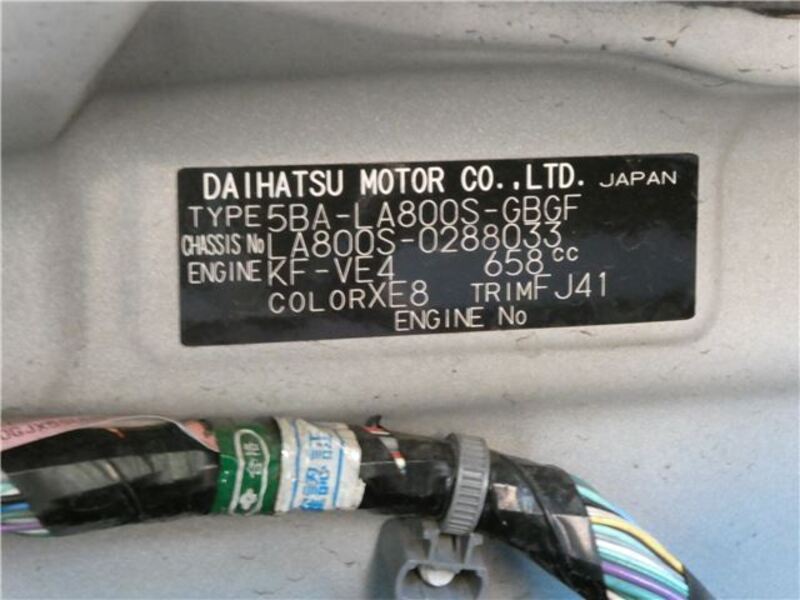 DAIHATSU MOTOR CO.,LTD. JAPAN
TYPE 5BA-LA800S-GBGF
CHASSIS No LA800S-0288033
ENGINE KF-VE4 658cc
COLOR XE8 TRIM FJ41
ENGINE No